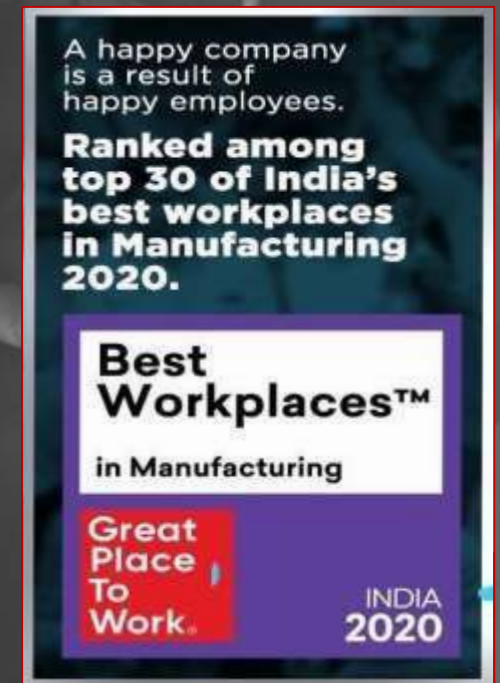 A happy company
is a result of
happy employees.
Ranked among
top 30 of India's
best workplaces
in Manufacturing
2020.
Best
Workplaces™
in Manufacturing
Great
Place
To
Work®
INDIA
2020